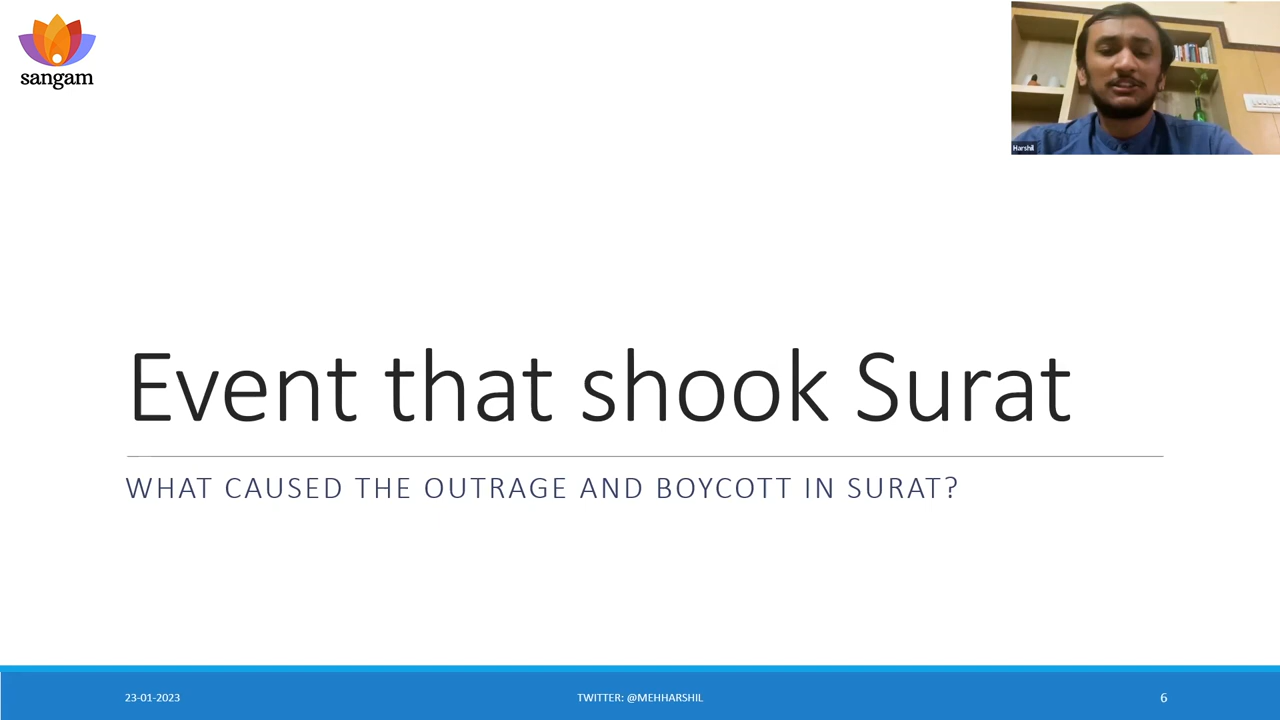 sangam
Harshil
Event that shook Surat
WHAT CAUSED THE OUTRAGE AND BOYCOTT IN SURAT?
23-01-2023
TWITTER: @MEHHARSHIL
6